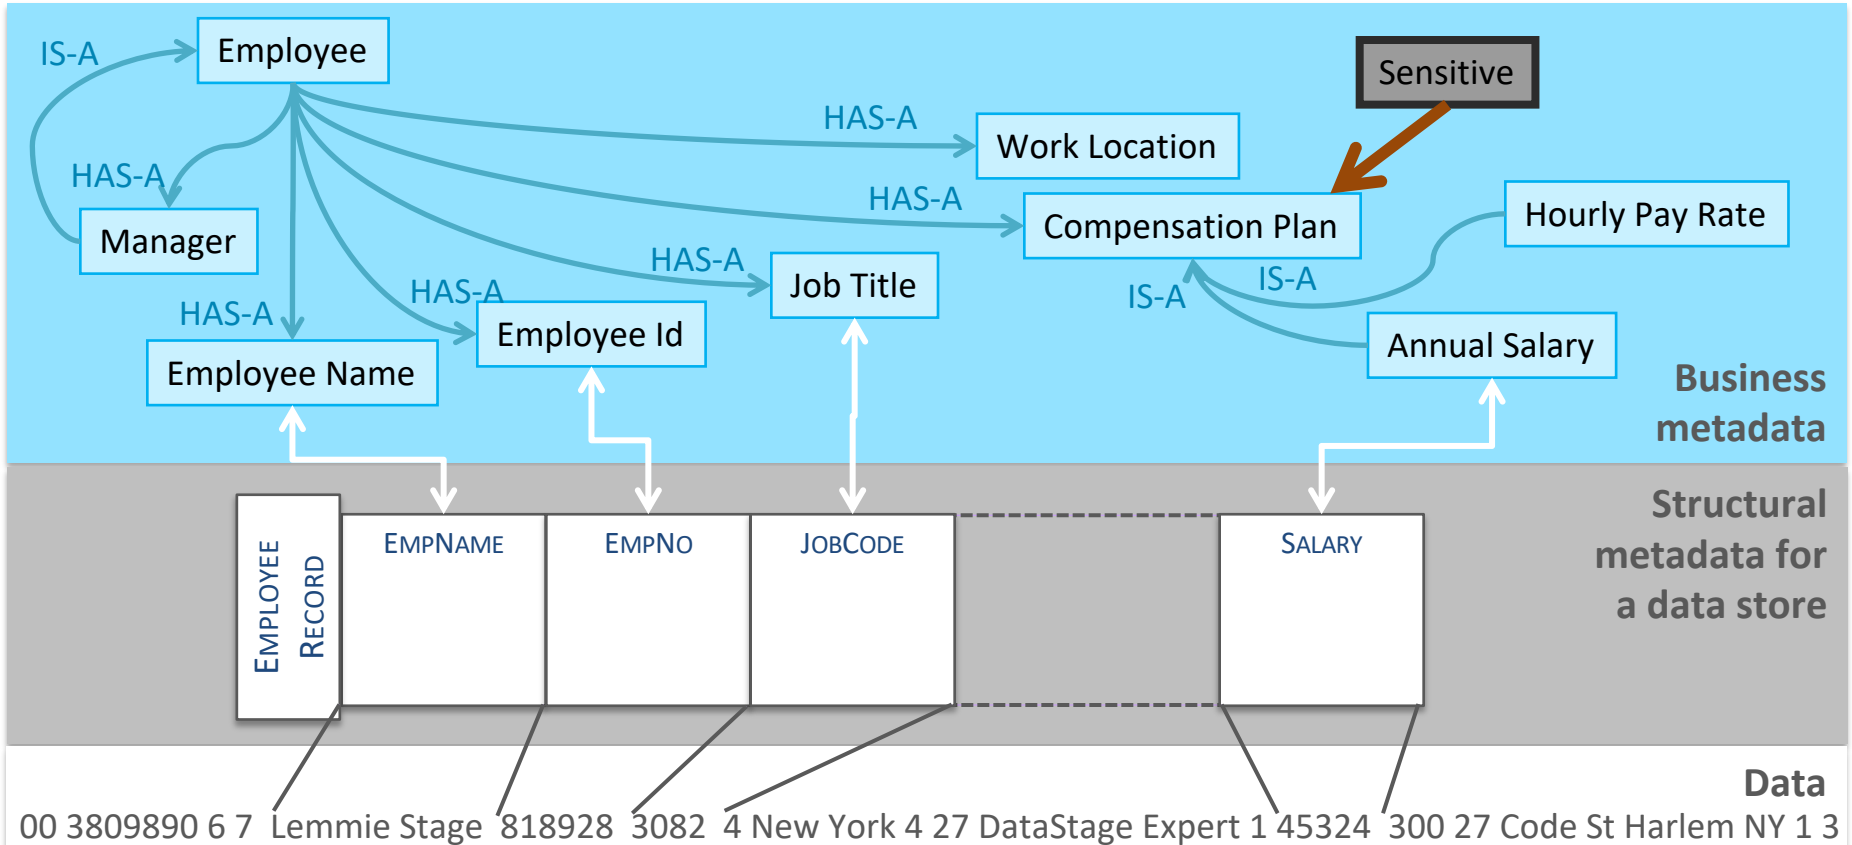 IS-A
Employee
Sensitive
HAS-A
Work Location
HAS-A
HAS-A
Manager
Compensation Plan
Hourly Pay Rate
HAS-A
Job Title
IS-A
IS-A
HAS-A
HAS-A
Employee Id
Employee Name
Annual Salary
Business
metadata
Structural
metadata for
a data store
EMPLOYEE
RECORD
EMPNAME
EMPNO
JOBCODE
SALARY
Data
00 3809890 6 7 Lemmie Stage 818928 3082 4 New York 4 27 DataStage Expert 1 45324 300 27 Code St Harlem NY 1 3